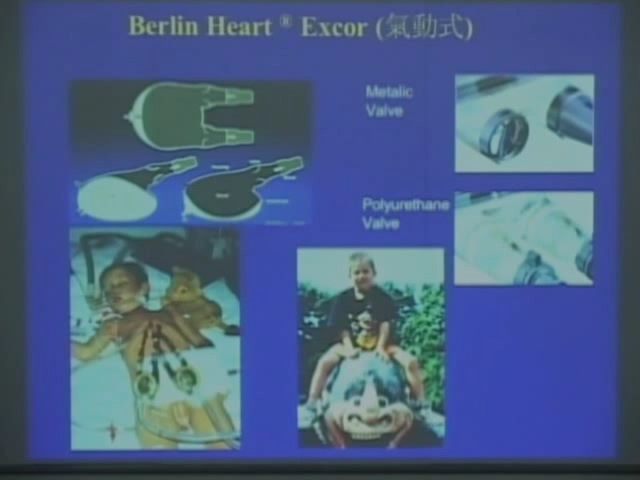 Berlin Heart ® Excor (氣動式)
Metalic
Valve
Polyurethane
Valve